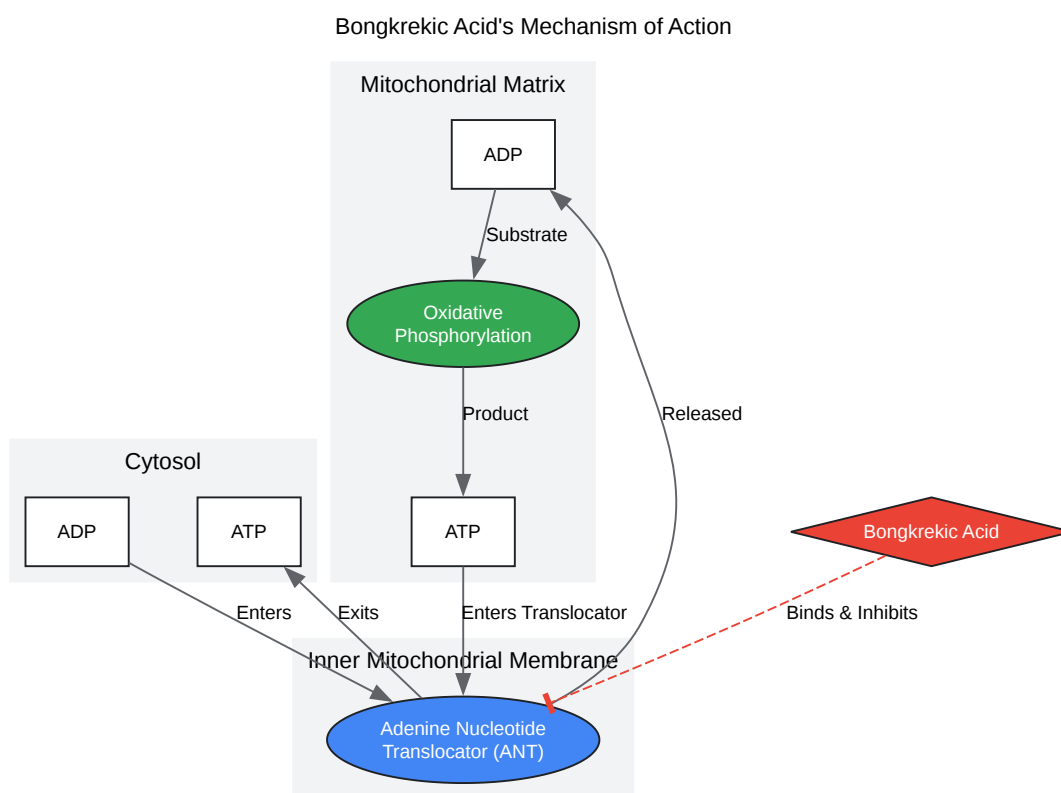 Bongkrekic Acid's Mechanism of Action
Mitochondrial Matrix
ADP
Substrate
Oxidative
Phosphorylation
Product
Released
Cytosol
ADP
ATP
ATP
Bongkrekic Acid
Enters
Exits
Enters Translocator
Binds & Inhibits
Inner Mitochondrial Membrane
Adenine Nucleotide
Translocator (ANT)